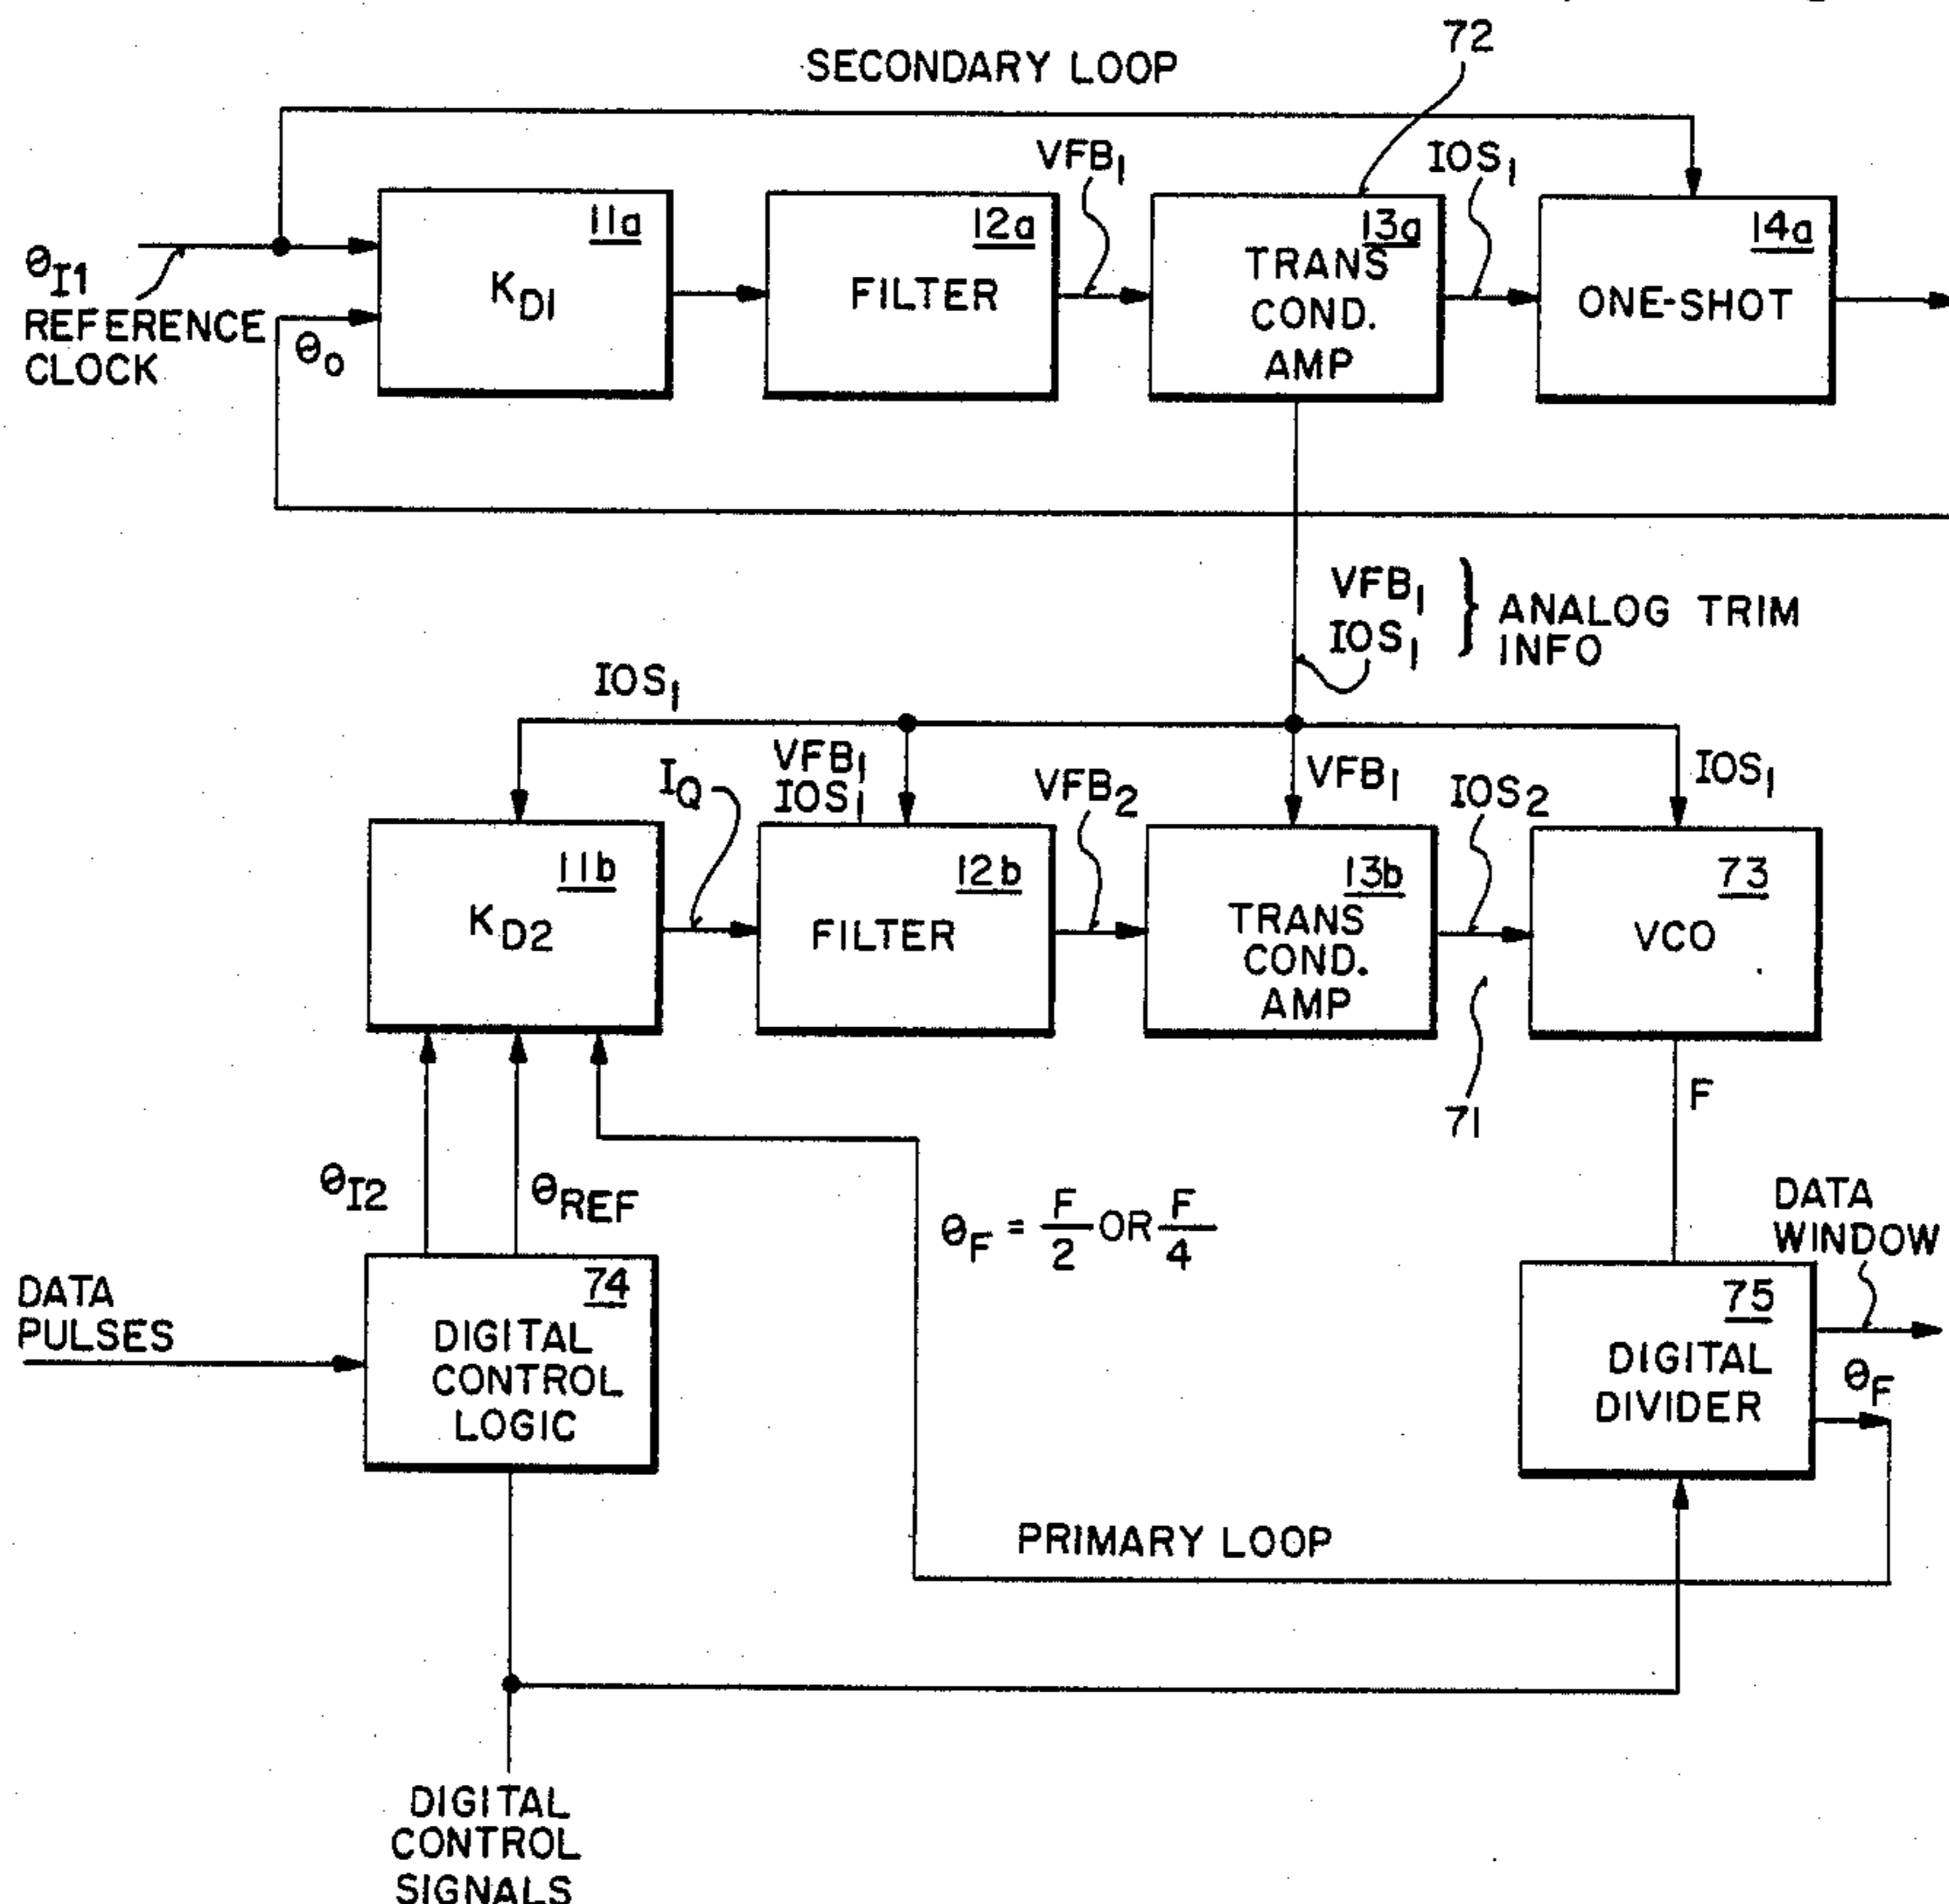 72
SECONDARY LOOP
VFB₁
IOS₁
11a
12a
13a
14a
θI1
REFERENCE
CLOCK
θo
KD1
FILTER
TRANS
COND.
AMP
ONE-SHOT
VFB₁
IOS₁
} ANALOG TRIM
INFO
IOS₁
IQ
VFB₁
IOS₁
VFB₂
VFB₁
IOS₂
IOS₁
11b
12b
13b
73
KD2
FILTER
TRANS
COND.
AMP
VCO
71
F
θI2
θREF
θF = F/2 OR F/4
DATA
WINDOW
DATA
PULSES
74
DIGITAL
CONTROL
LOGIC
75
DIGITAL
DIVIDER
θF
PRIMARY LOOP
DIGITAL
CONTROL
SIGNALS